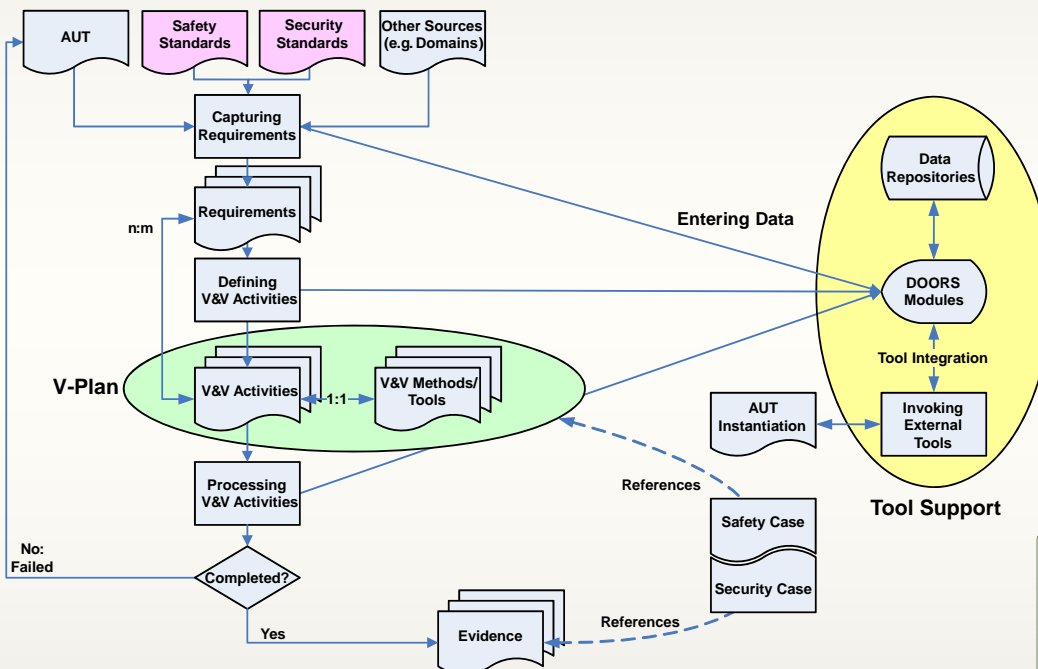 AUT
Safety
Standards
Security
Standards
Other Sources
(e.g. Domains)
Capturing
Requirements
Data
Repositories
Requirements
Entering Data
n:m
Defining
V&V Activities
DOORS
Modules
Tool Integration
V-Plan
V&V Activities
1:1
V&V Methods/
Tools
AUT
Instantiation
Invoking
External
Tools
Processing
V&V Activities
References
Tool Support
Safety Case
No:
Failed
Completed?
Security Case
Yes
Evidence
References